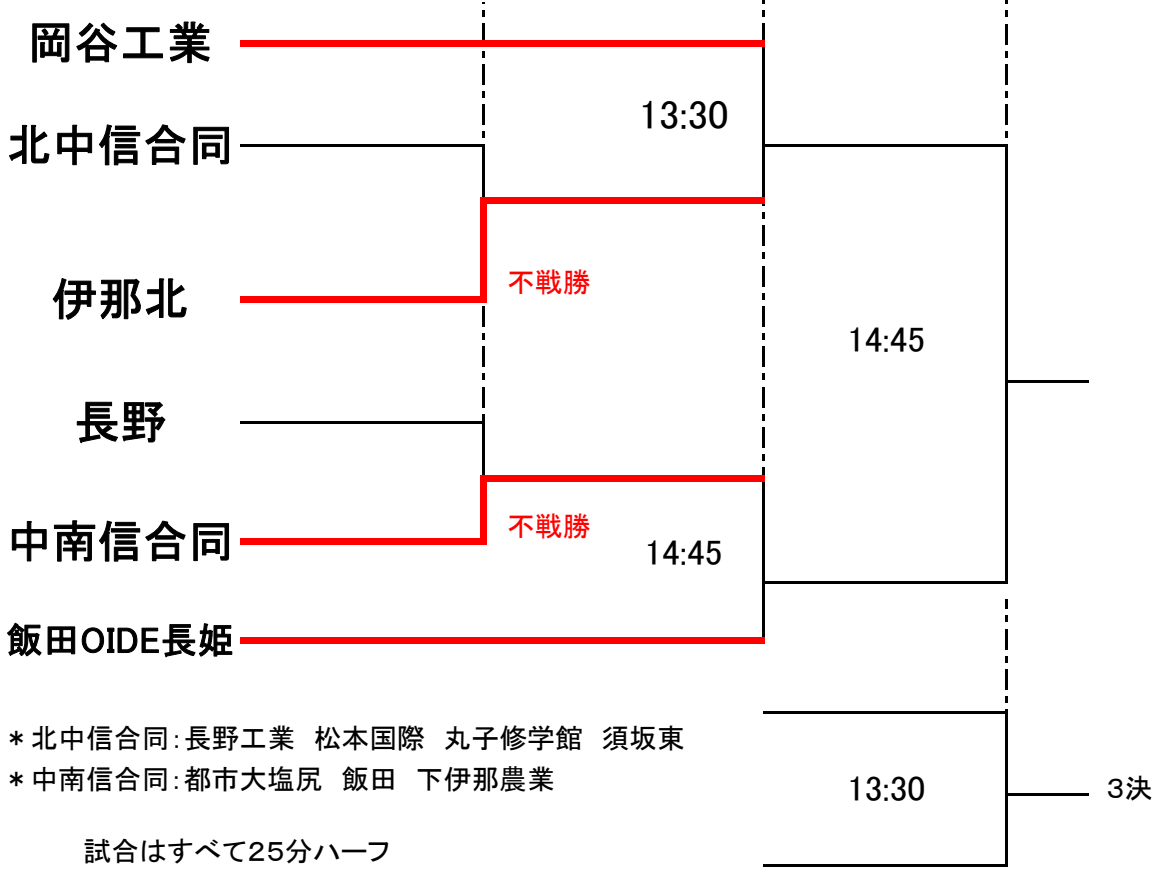 岡谷工業
13:30
北中信合同
不戦勝
伊那北
14:45
長野
不戦勝
中南信合同
14:45
飯田OIDE長姫
*北中信合同:長野工業　松本国際　丸子修学館　須坂東
*中南信合同:都市大塩尻　飯田　下伊那農業
13:30
3決
試合はすべて25分ハーフ